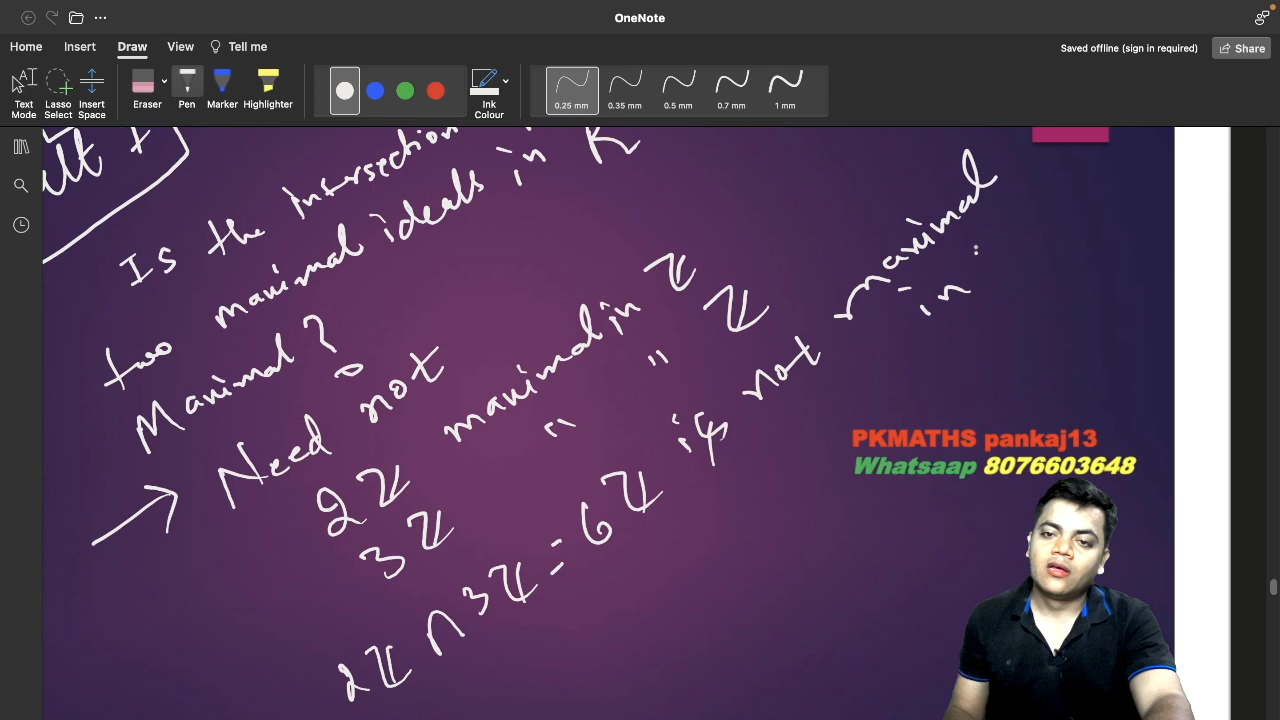 OneNote
Home Insert Draw View Tell me
Saved offline (sign in required) Share
Text Mode
Lasso Select
Insert Space
Eraser
Pen
Marker
Highlighter
Ink Colour
0.25 mm 0.35 mm 0.5 mm 0.7 mm 1 mm
Is the intersection
two maximal ideals in R
Maximal ?
→ Need not
2ℤ maximal in ℤ
3ℤ " " ℤ
2ℤ ∩ 3ℤ = 6ℤ is not maximal
in
PKMATHS pankaj13
Whatsaap 8076603648